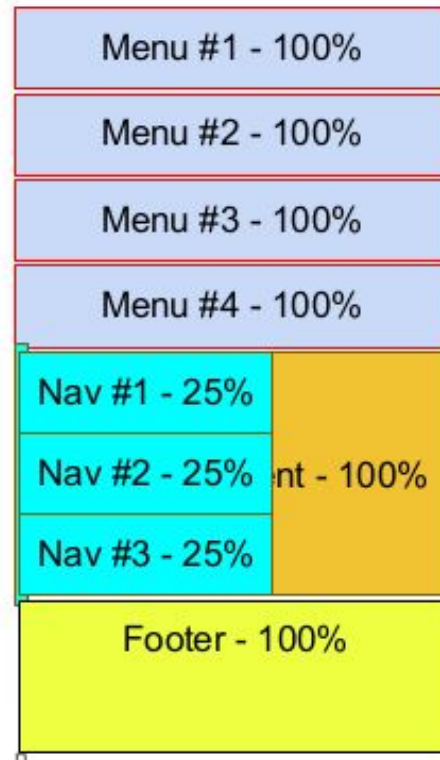 Menu #1 - 100%
Menu #2 - 100%
Menu #3 - 100%
Menu #4 - 100%
Nav #1 - 25%
Nav #2 - 25% nt - 100%
Nav #3 - 25%
Footer - 100%